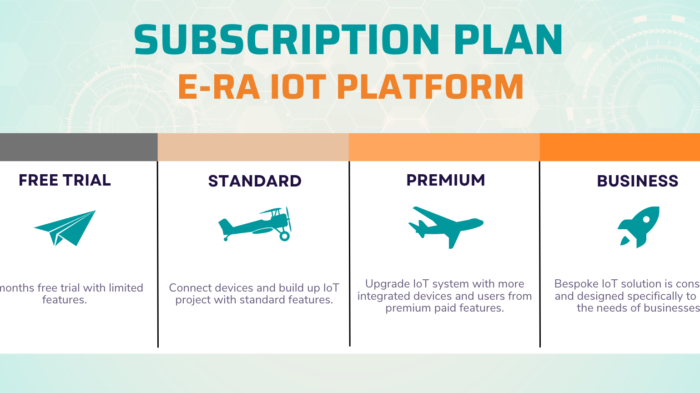 SUBSCRIPTION PLAN
E-RA IOT PLATFORM
FREE TRIAL
months free trial with limited
features.
STANDARD
Connect devices and build up IoT
project with standard features.
PREMIUM
Upgrade IoT system with more
integrated devices and users from
premium paid features.
BUSINESS
Bespoke IoT solution is
and designed specifically to
the needs of businesses